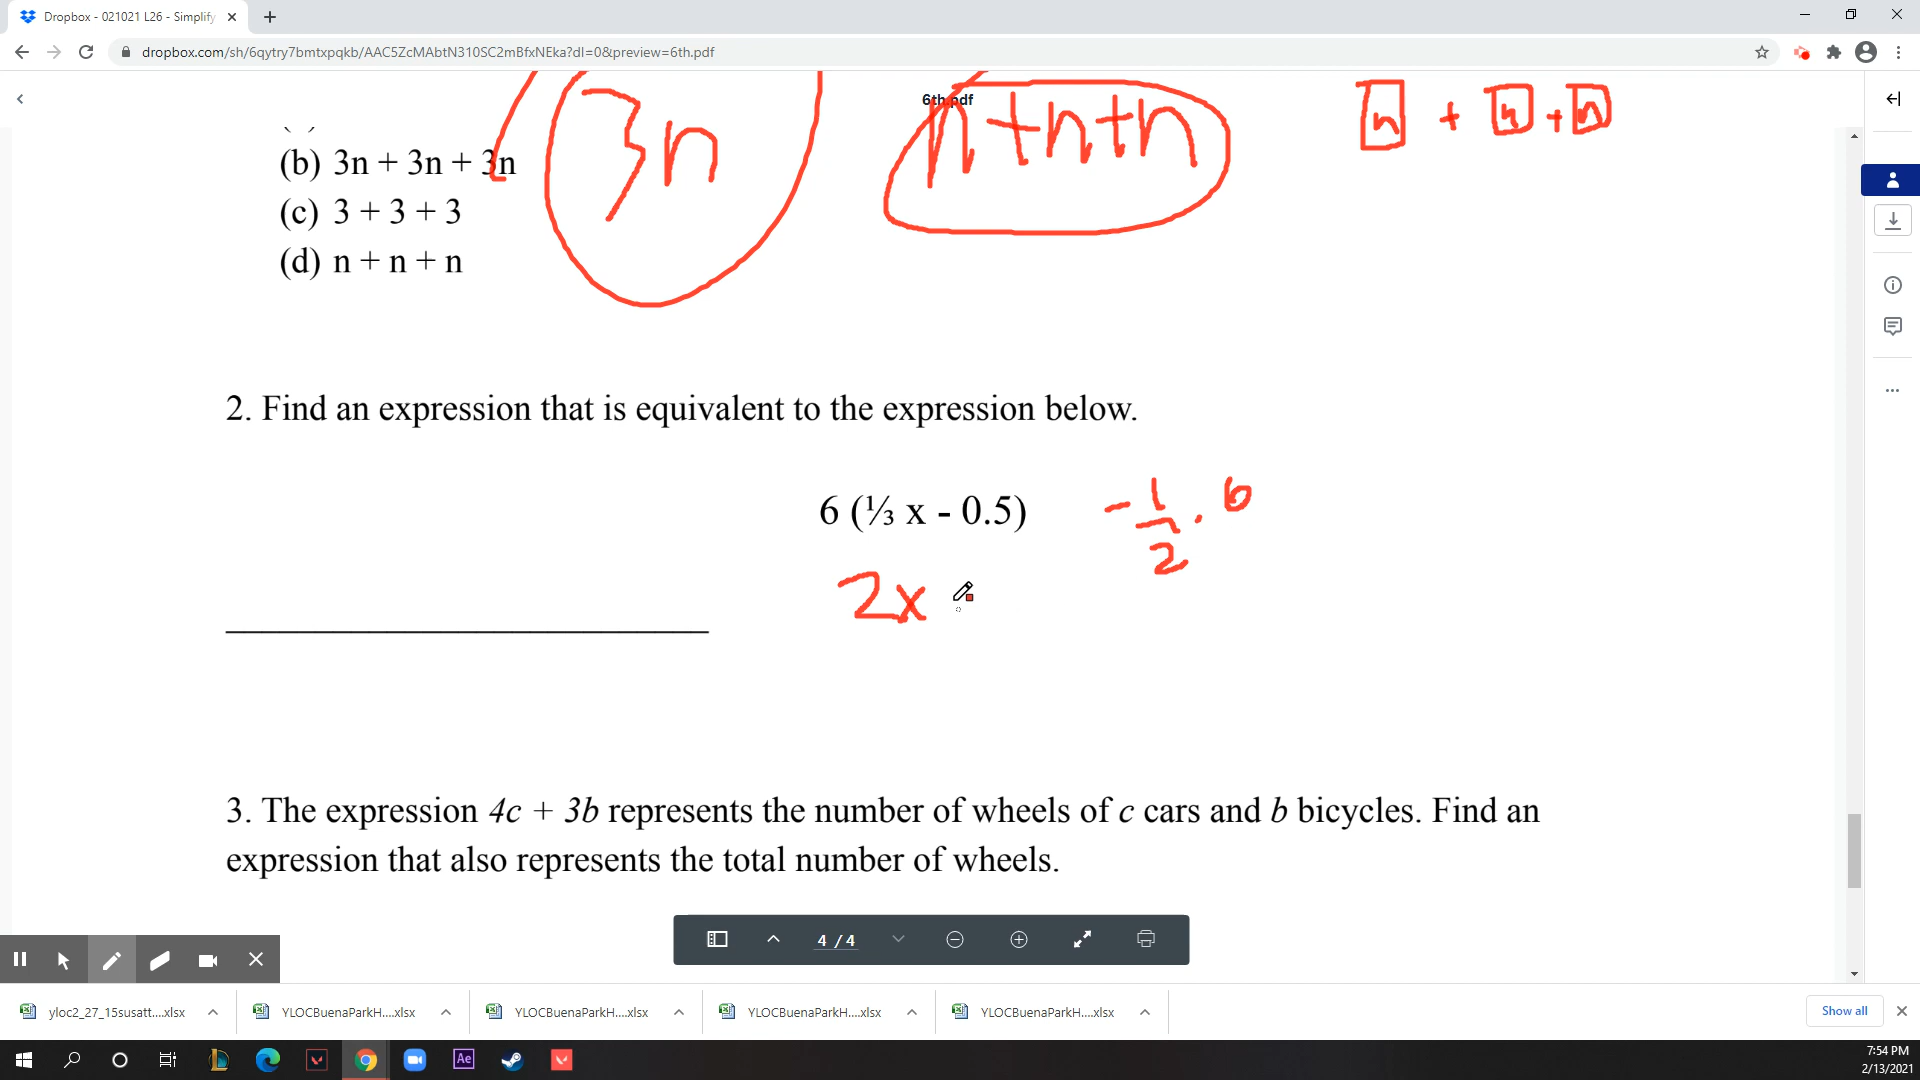 Dropbox - 021021 L26 - Simplify
dropbox.com/sh/6qytry7bmtxpqkb/AAC5ZcMAbtN310SC2mBfxNEka?dl=0&preview=6th.pdf
6th.pdf
3n
n+n+n
n + n + n
(b) 3n + 3n + 3n
(c) 3 + 3 + 3
(d) n + n + n
2. Find an expression that is equivalent to the expression below.
6 (⅓ x - 0.5)
- 1/2 · 6
2x
3. The expression 4c + 3b represents the number of wheels of c cars and b bicycles. Find an
expression that also represents the total number of wheels.
4 / 4
yloc2_27_15susatt....xlsx
YLOCBuenaParkH....xlsx
YLOCBuenaParkH....xlsx
YLOCBuenaParkH....xlsx
YLOCBuenaParkH....xlsx
Show all
Ae
7:54 PM
2/13/2021